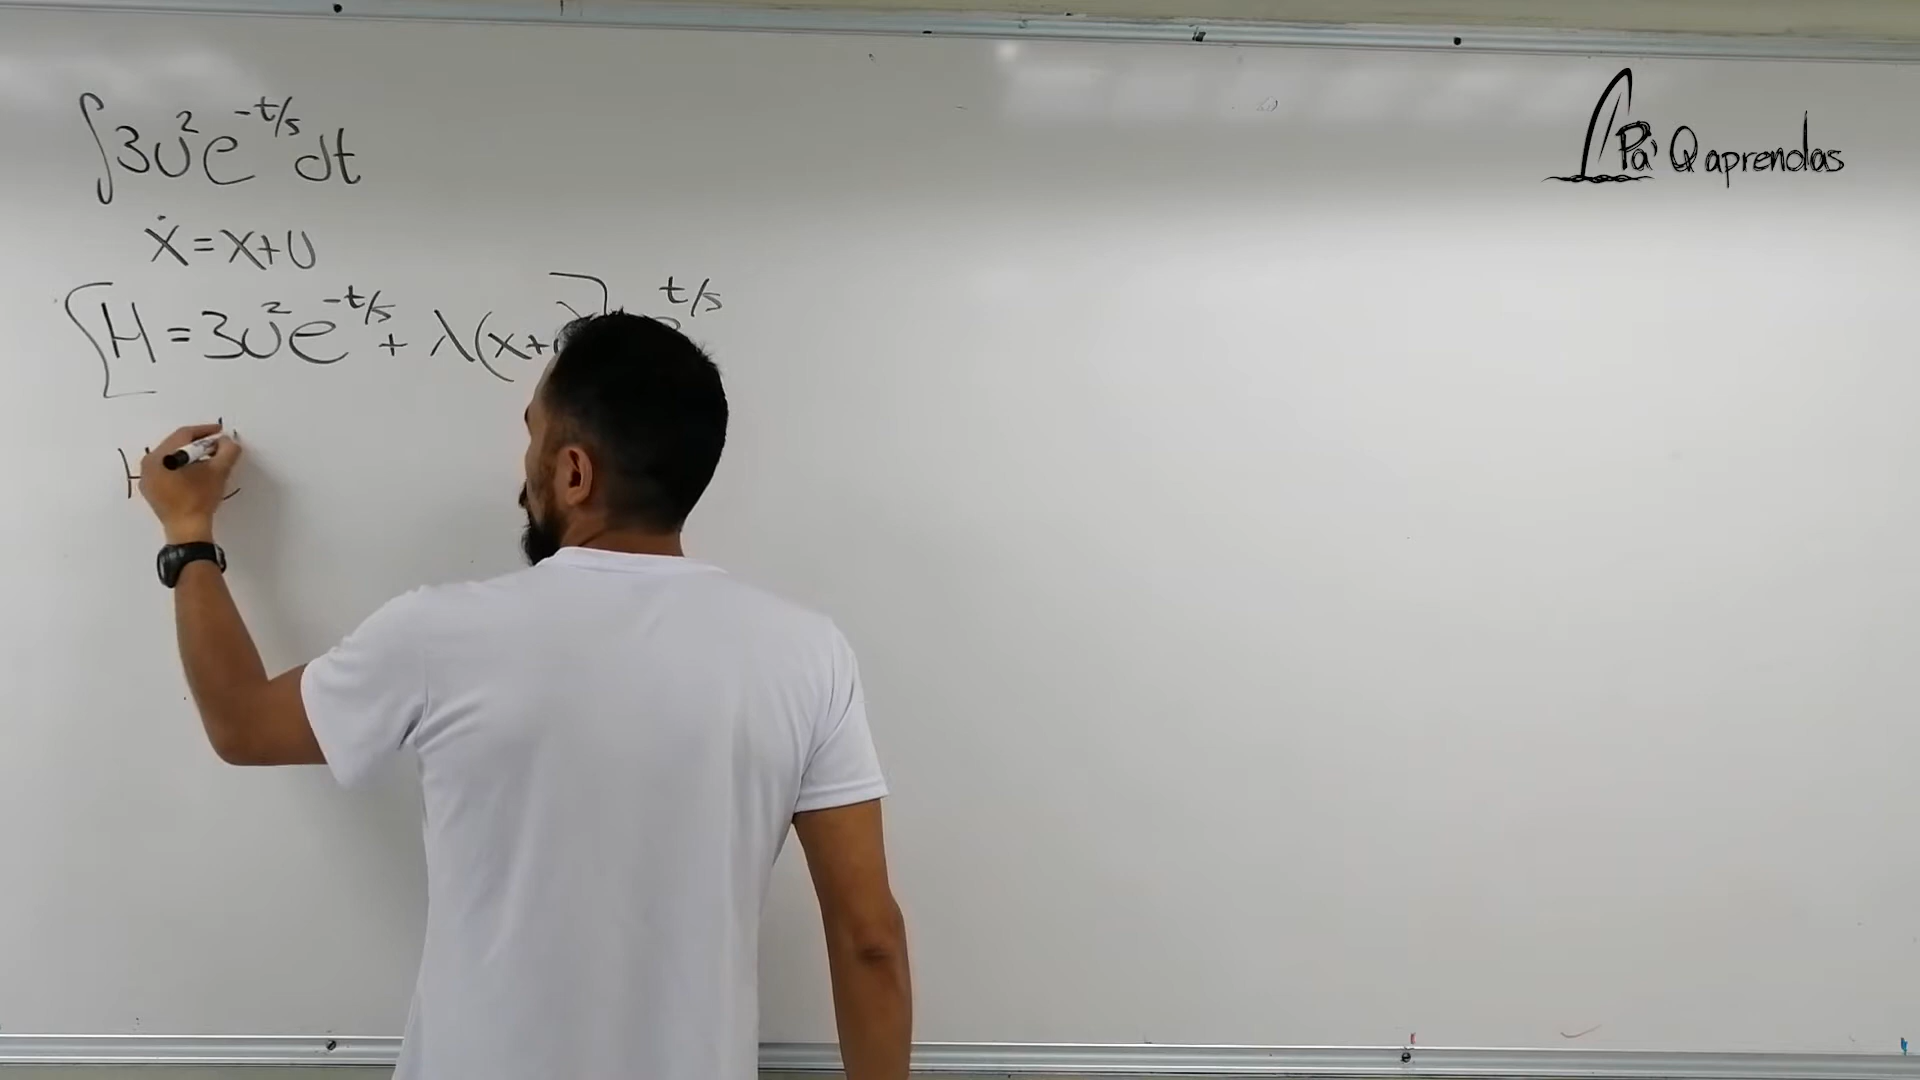 ∫3u²e^{-t/5}dt
ẋ=x+u
[H=3u²e^{-t/5}+λ(x+ ] e^{t/5}
H
Pa' Q aprendas